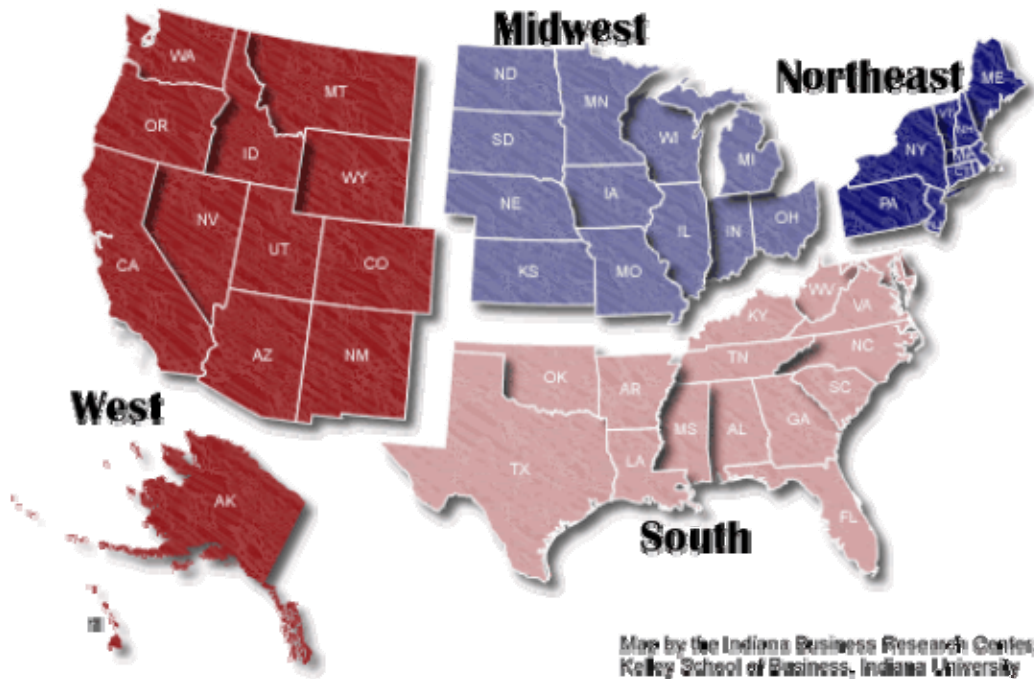 Midwest
Northeast
West
South
WA
MT
OR
ID
WY
NV
UT
CO
CA
AZ
NM
AK
ND
MN
SD
WI
MI
NE
IA
IL
IN
OH
KS
MO
ME
VT
NH
NY
MA
CT
PA
WV
VA
KY
NC
TN
OK
AR
SC
MS
AL
GA
TX
LA
FL
Map by the Indiana Business Research Center,
Kelley School of Business, Indiana University